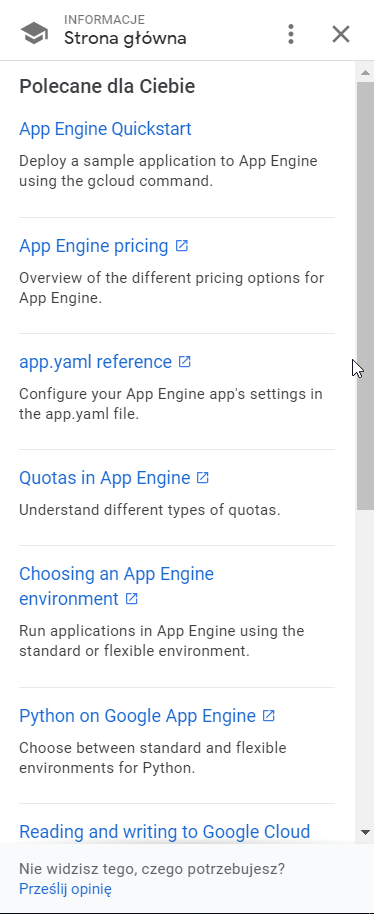 INFORMACJE
Strona główna
Polecane dla Ciebie
App Engine Quickstart
Deploy a sample application to App Engine
using the gcloud command.
App Engine pricing
Overview of the different pricing options for
App Engine.
app.yaml reference
Configure your App Engine app's settings in
the app.yaml file.
Quotas in App Engine
Understand different types of quotas.
Choosing an App Engine
environment
Run applications in App Engine using the
standard or flexible environment.
Python on Google App Engine
Choose between standard and flexible
environments for Python.
Reading and writing to Google Cloud
Nie widzisz tego, czego potrzebujesz?
Prześlij opinię